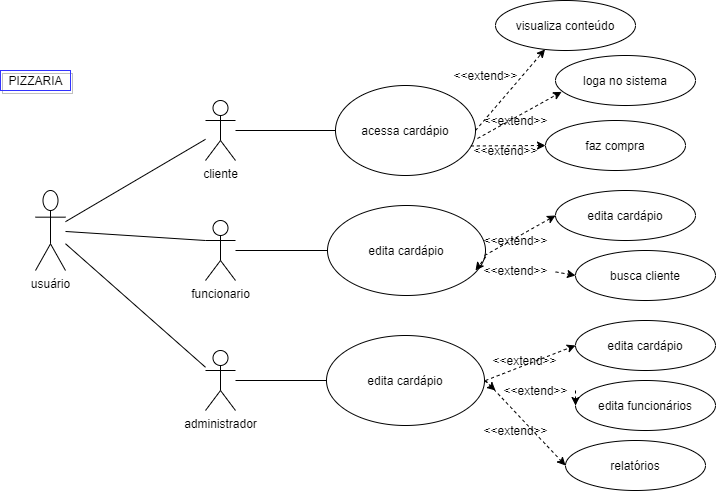 visualiza conteúdo
PIZZARIA
<<extend>>
loga no sistema
<<extend>>
acessa cardápio
faz compra
<<extend>>
cliente
edita cardápio
<<extend>>
edita cardápio
<<extend>>
busca cliente
usuário
funcionario
edita cardápio
<<extend>>
edita cardápio
<<extend>>
edita funcionários
administrador
<<extend>>
relatórios